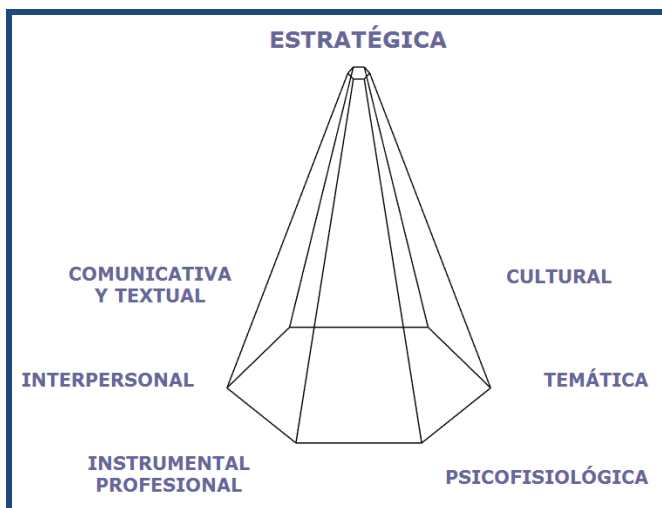 ESTRATÉGICA
COMUNICATIVA
Y TEXTUAL
CULTURAL
INTERPERSONAL
TEMÁTICA
INSTRUMENTAL
PROFESIONAL
PSICOFISIOLÓGICA